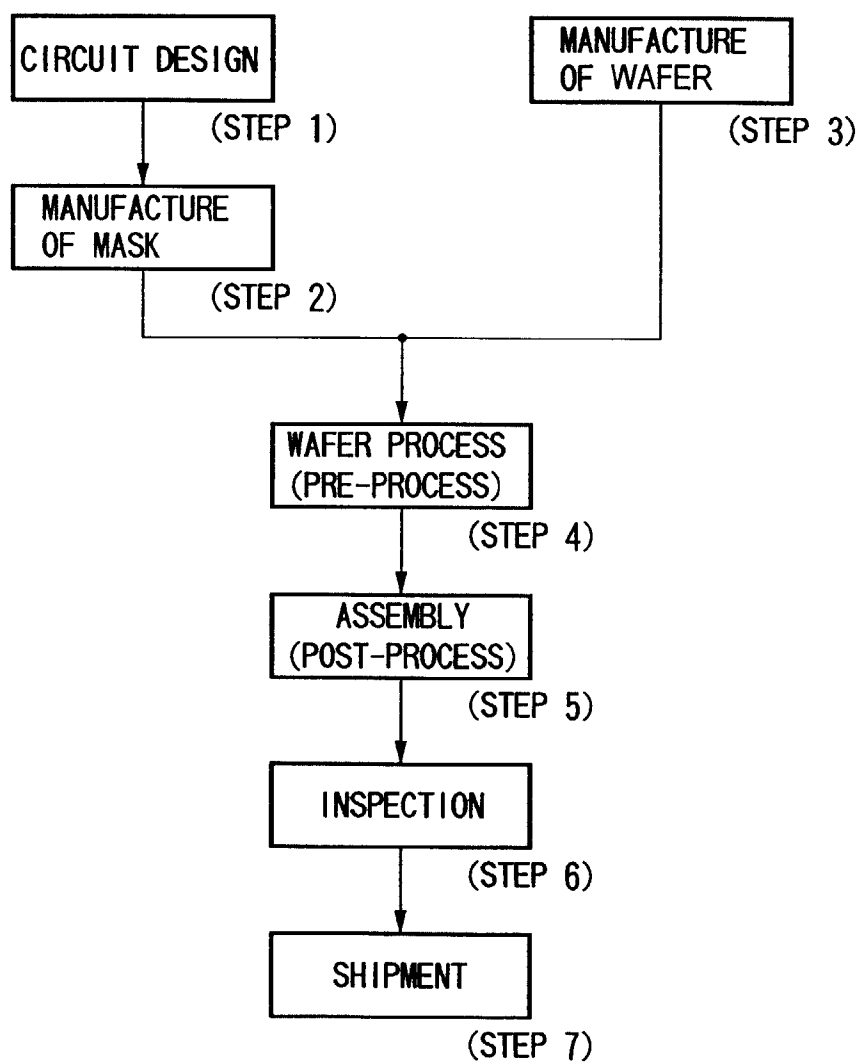 CIRCUIT DESIGN
(STEP 1)
MANUFACTURE
OF MASK
(STEP 2)
MANUFACTURE
OF WAFER
(STEP 3)
WAFER PROCESS
(PRE-PROCESS)
(STEP 4)
ASSEMBLY
(POST-PROCESS)
(STEP 5)
INSPECTION
(STEP 6)
SHIPMENT
(STEP 7)